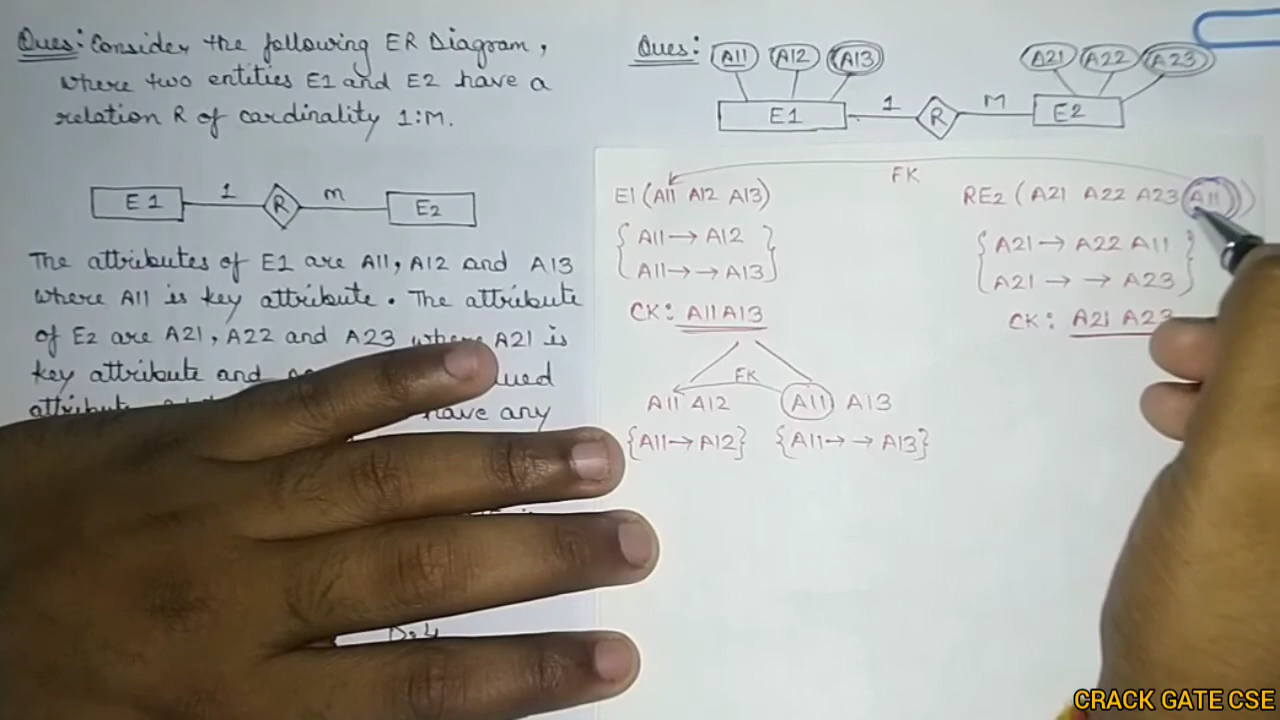 Ques: Consider the following ER Diagram,
where two entities E1 and E2 have a
relation R of cardinality 1:M.
E1 1 R m E2
The attributes of E1 are A11, A12 and A13
where A11 is key attribute. The attribute
of E2 are A21, A22 and A23 where A21 is
key attribute and
attribute have any
D: 4
Ques: A11 A12 A13 A21 A22 A23
E1 1 R M E2
FK
E1 (A11 A12 A13)
{ A11 → A12
A11 → → A13 }
CK: A11 A13
FK
A11 A12 A11 A13
{A11 → A12} {A11 → → A13}
RE2 ( A21 A22 A23 A11 )
{ A21 → A22 A11
A21 → → A23 }
CK: A21 A23
CRACK GATE CSE